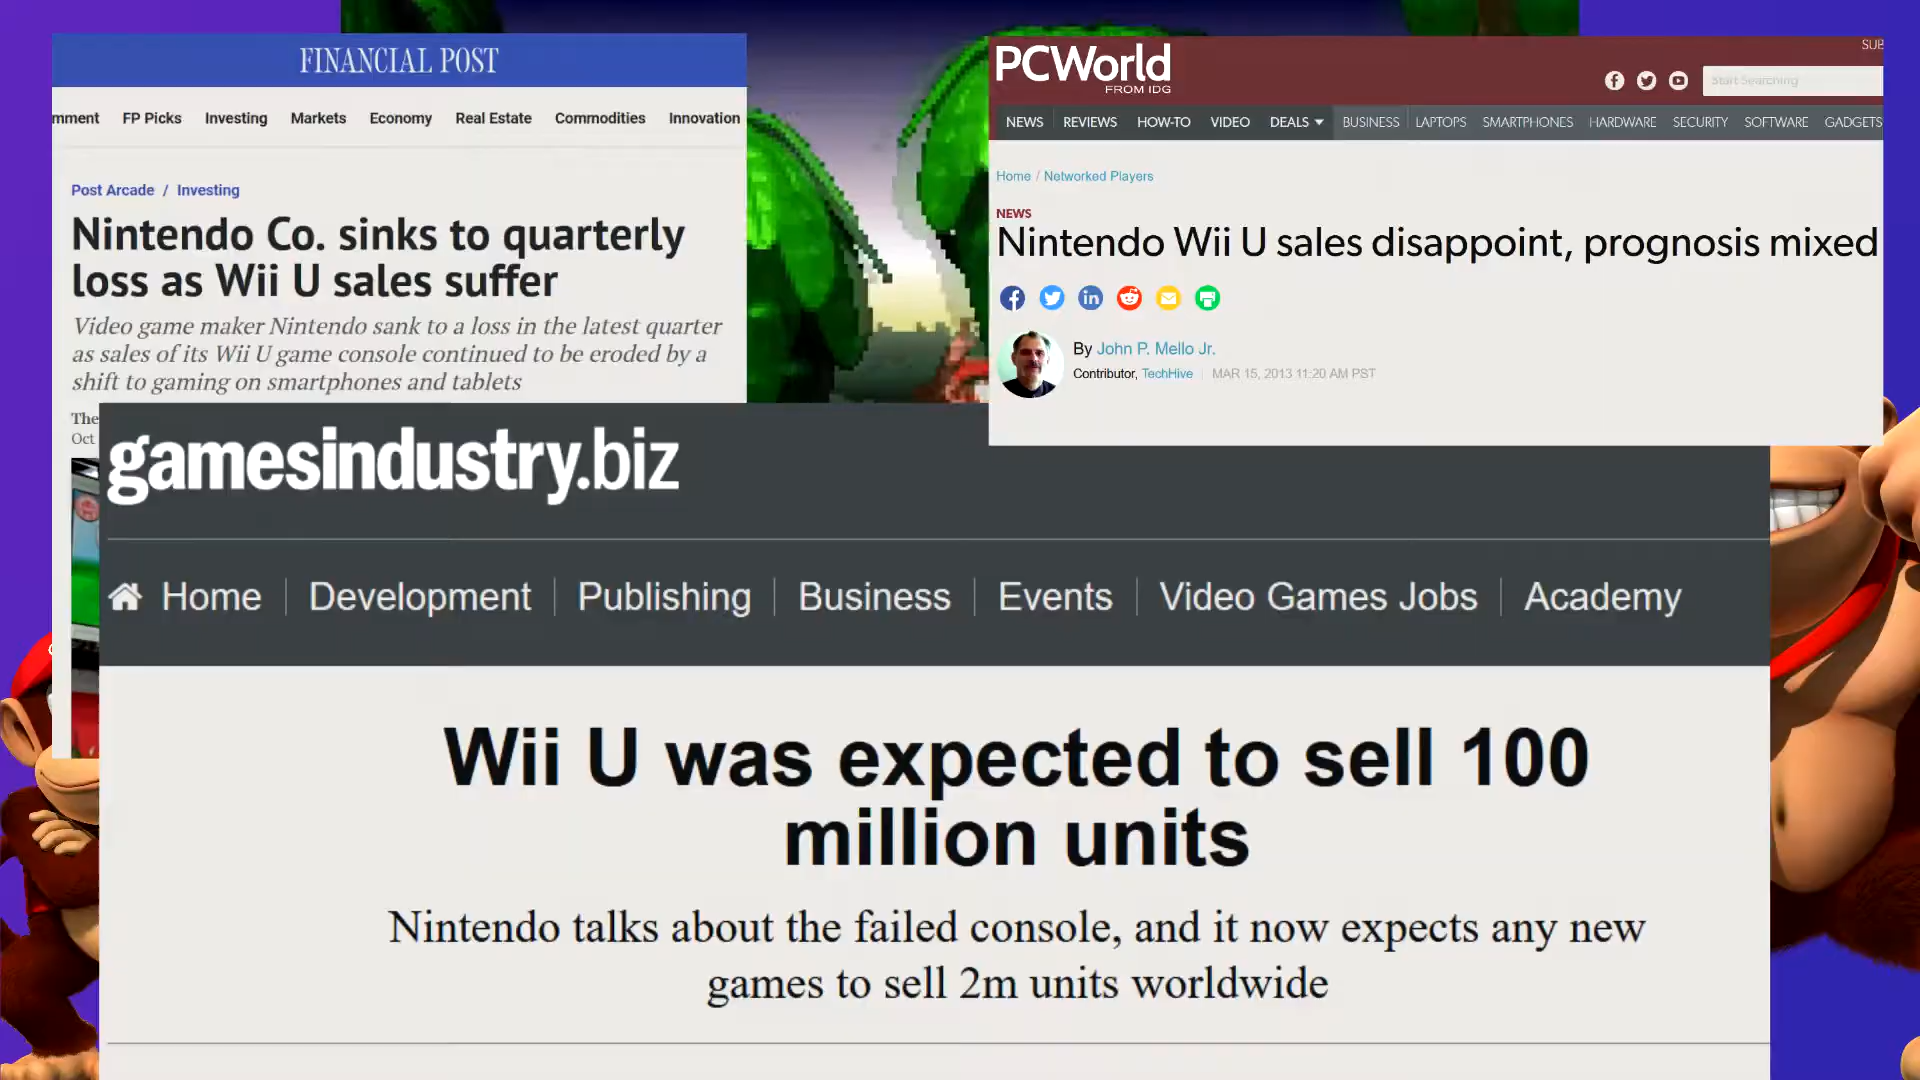 FINANCIAL POST
mment FP Picks Investing Markets Economy Real Estate Commodities Innovation
Post Arcade / Investing
Nintendo Co. sinks to quarterly
loss as Wii U sales suffer
Video game maker Nintendo sank to a loss in the latest quarter
as sales of its Wii U game console continued to be eroded by a
shift to gaming on smartphones and tablets
The
Oct
PCWorld
FROM IDG
SUB
Start Searching
NEWS REVIEWS HOW-TO VIDEO DEALS BUSINESS LAPTOPS SMARTPHONES HARDWARE SECURITY SOFTWARE GADGETS
Home / Networked Players
NEWS
Nintendo Wii U sales disappoint, prognosis mixed
By John P. Mello Jr.
Contributor, TechHive | MAR 15, 2013 11:20 AM PST
gamesindustry.biz
Home | Development | Publishing | Business | Events | Video Games Jobs | Academy
Wii U was expected to sell 100
million units
Nintendo talks about the failed console, and it now expects any new
games to sell 2m units worldwide